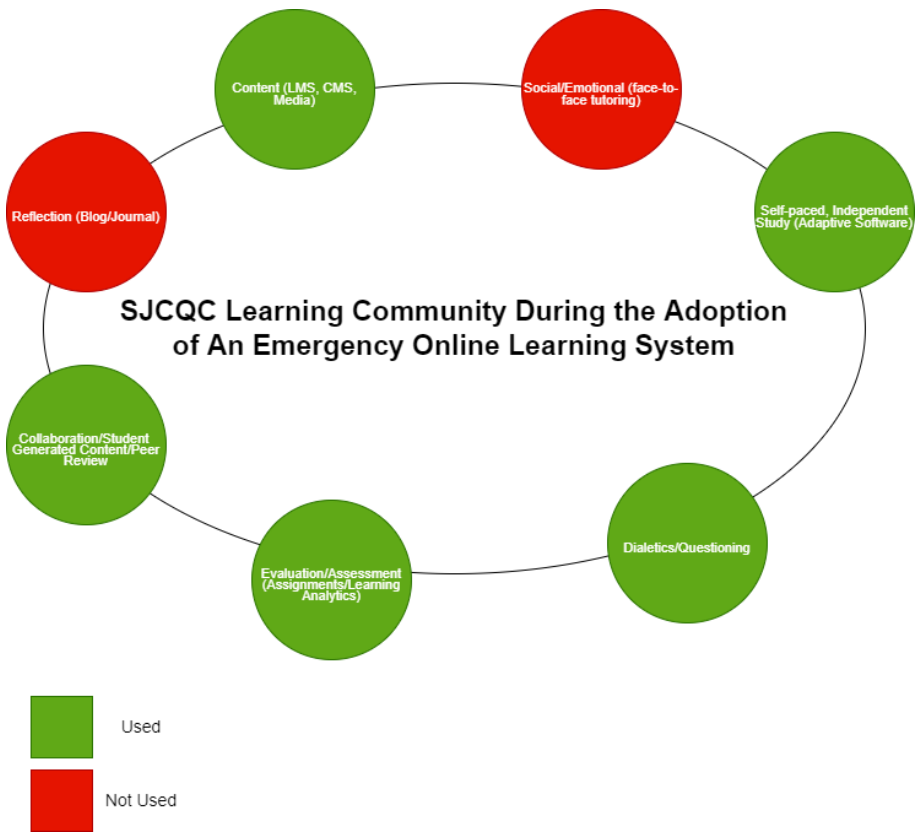 Content (LMS, CMS,
Media)
Social/Emotional (face-to-
face tutoring)
Reflection (Blog/Journal)
Self-paced, Independent
Study (Adaptive Software)
SJCQC Learning Community During the Adoption
of An Emergency Online Learning System
Collaboration/Student
Generated Content/Peer
Review
Dialetics/Questioning
Evaluation/Assessment
(Assignments/Learning
Analytics)
Used
Not Used